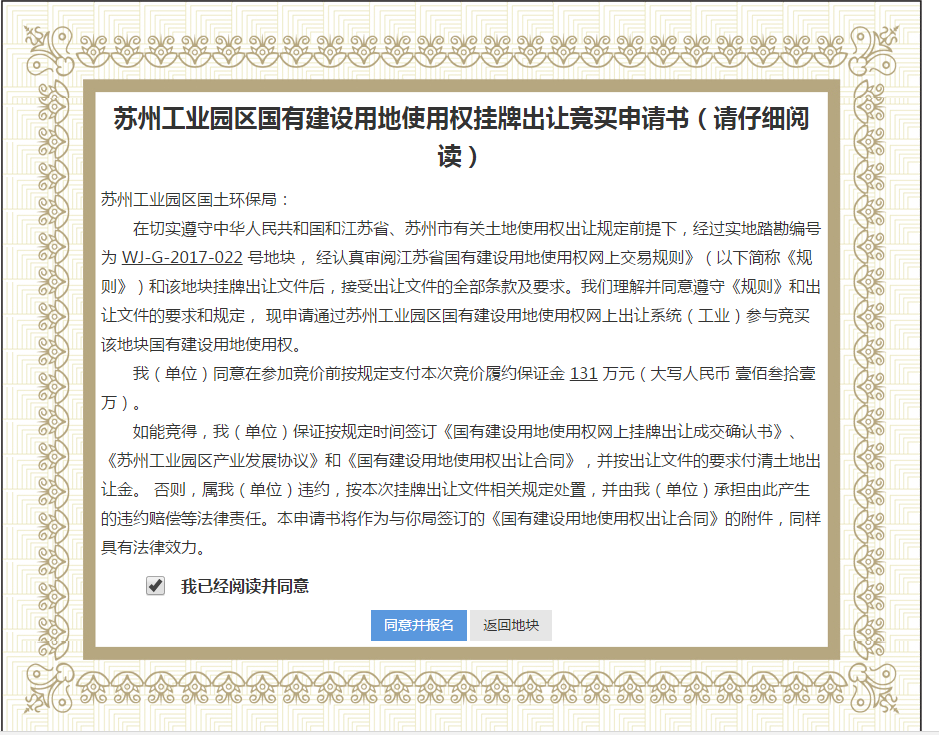 苏州工业园区国有建设用地使用权挂牌出让竞买申请书（请仔细阅
读）
苏州工业园区国土环保局：
在切实遵守中华人民共和国和江苏省、苏州市有关土地使用权出让规定前提下，经过实地踏勘编号
为 WJ-G-2017-022 号地块， 经认真审阅江苏省国有建设用地使用权网上交易规则》（以下简称《规
则》）和该地块挂牌出让文件后，接受出让文件的全部条款及要求。我们理解并同意遵守《规则》和出
让文件的要求和规定， 现申请通过苏州工业园区国有建设用地使用权网上出让系统（工业）参与竞买
该地块国有建设用地使用权。
我（单位）同意在参加竞价前按规定支付本次竞价履约保证金 131 万元（大写人民币 壹佰叁拾壹
万）。
如能竞得，我（单位）保证按规定时间签订《国有建设用地使用权网上挂牌出让成交确认书》、
《苏州工业园区产业发展协议》和《国有建设用地使用权出让合同》，并按出让文件的要求付清土地出
让金。 否则，属我（单位）违约，按本次挂牌出让文件相关规定处置，并由我（单位）承担由此产生
的违约赔偿等法律责任。本申请书将作为与你局签订的《国有建设用地使用权出让合同》的附件，同样
具有法律效力。
我已经阅读并同意
同意并报名 返回地块